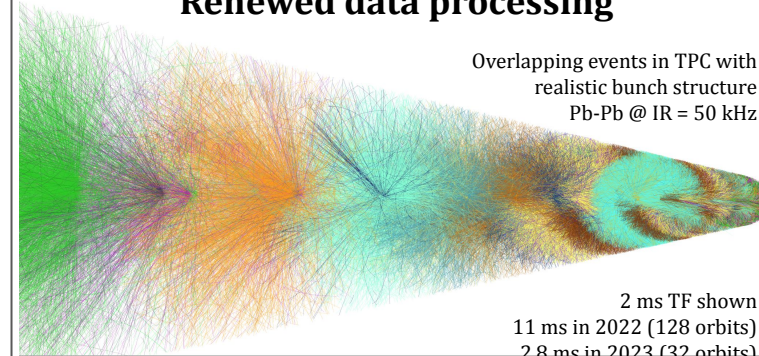 Renewed data processing
Overlapping events in TPC with
realistic bunch structure
Pb-Pb @ IR = 50 kHz
2 ms TF shown
11 ms in 2022 (128 orbits)
2.8 ms in 2023 (32 orbits)